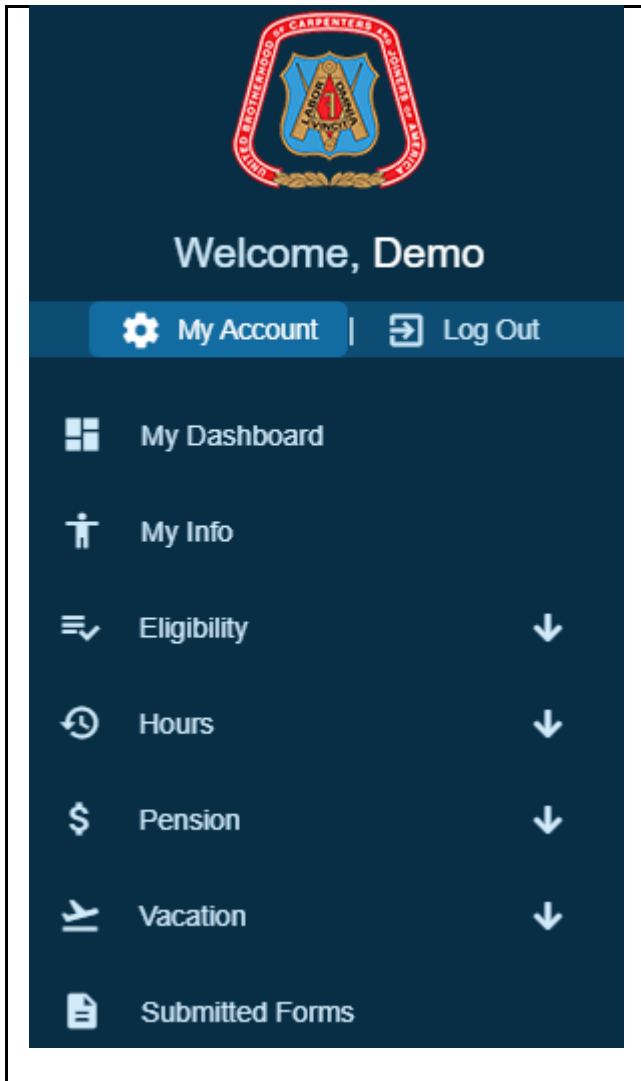 UNITED BROTHERHOOD OF CARPENTERS AND JOINERS OF AMERICA
LABOR OMNIA VINCIT
Welcome, Demo
My Account | Log Out
My Dashboard
My Info
Eligibility
Hours
$ Pension
Vacation
Submitted Forms